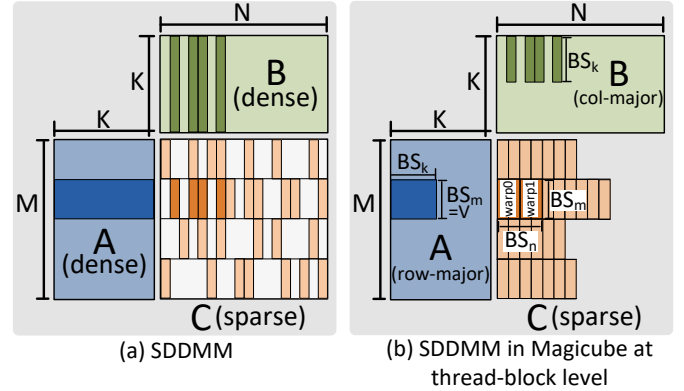 N
K
B
(dense)
K
M
A
(dense)
C (sparse)
(a) SDDMM
N
K
BSk
B
(col-major)
K
BSk
M
BSm
=V
warp0
warp1
BSm
BSn
A
(row-major)
C (sparse)
(b) SDDMM in Magicube at
thread-block level